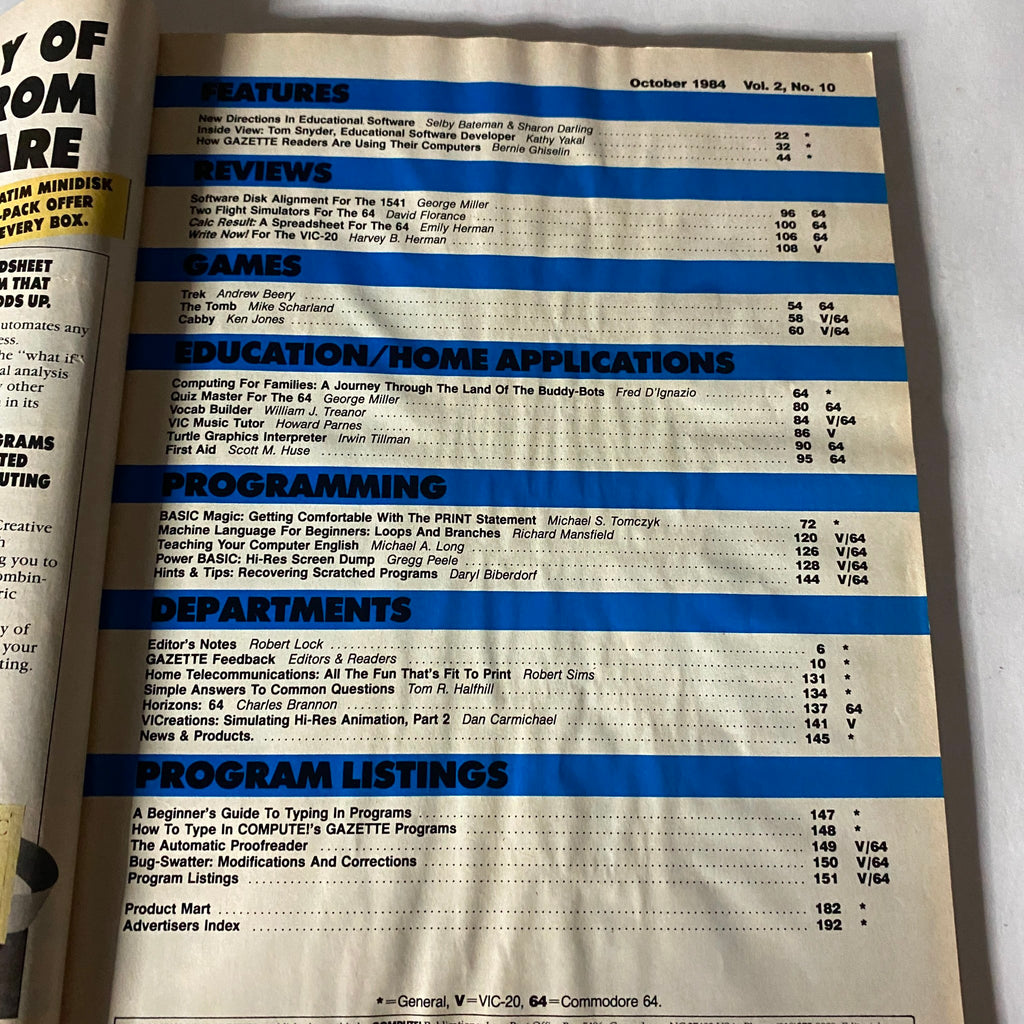 Y OF
ROM
ARE
ATIM MINIDISK
-PACK OFFER
EVERY BOX.
DSHEET
M THAT
DDS UP.
utomates any
ess.
he "what if"
al analysis
other
in its
GRAMS
TED
UTING
Creative
h
g you to
ombin-
ric
y of
your
ting.
October 1984 Vol. 2, No. 10
FEATURES
New Directions In Educational Software Selby Bateman & Sharon Darling 22 *
Inside View: Tom Snyder, Educational Software Developer Kathy Yakal 32 *
How GAZETTE Readers Are Using Their Computers Bernie Ghiselin 44 *
REVIEWS
Software Disk Alignment For The 1541 George Miller 96 64
Two Flight Simulators For The 64 David Florance 100 64
Calc Result: A Spreadsheet For The 64 Emily Herman 106 64
Write Now! For The VIC-20 Harvey B. Herman 108 V
GAMES
Trek Andrew Beery 54 64
The Tomb Mike Scharland 58 V/64
Cabby Ken Jones 60 V/64
EDUCATION/HOME APPLICATIONS
Computing For Families: A Journey Through The Land Of The Buddy-Bots Fred D'Ignazio 64 *
Quiz Master For The 64 George Miller 80 64
Vocab Builder William J. Treanor 84 V/64
VIC Music Tutor Howard Parnes 86 V
Turtle Graphics Interpreter Irwin Tillman 90 64
First Aid Scott M. Huse 95 64
PROGRAMMING
BASIC Magic: Getting Comfortable With The PRINT Statement Michael S. Tomczyk 72 *
Machine Language For Beginners: Loops And Branches Richard Mansfield 120 V/64
Teaching Your Computer English Michael A. Long 126 V/64
Power BASIC: Hi-Res Screen Dump Gregg Peele 128 V/64
Hints & Tips: Recovering Scratched Programs Daryl Biberdorf 144 V/64
DEPARTMENTS
Editor's Notes Robert Lock 6 *
GAZETTE Feedback Editors & Readers 10 *
Home Telecommunications: All The Fun That's Fit To Print Robert Sims 131 *
Simple Answers To Common Questions Tom R. Halfhill 134 *
Horizons: 64 Charles Brannon 137 64
VICreations: Simulating Hi-Res Animation, Part 2 Dan Carmichael 141 V
News & Products. 145 *
PROGRAM LISTINGS
A Beginner's Guide To Typing In Programs 147 *
How To Type In COMPUTE!'s GAZETTE Programs 148 *
The Automatic Proofreader 149 V/64
Bug-Swatter: Modifications And Corrections 150 V/64
Program Listings 151 V/64
Product Mart 182 *
Advertisers Index 192 *
*=General, V=VIC-20, 64=Commodore 64.